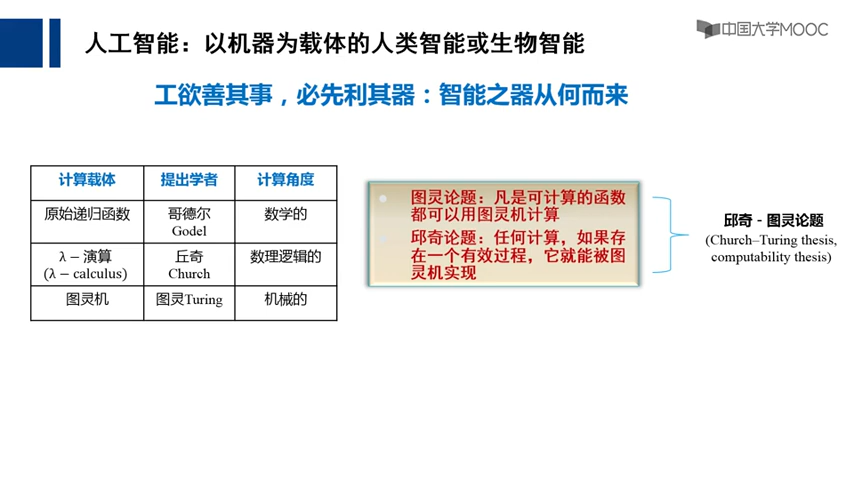 人工智能：以机器为载体的人类智能或生物智能
中国大学MOOC
工欲善其事，必先利其器：智能之器从何而来
计算载体 提出学者 计算角度
原始递归函数 哥德尔 数学的
Godel
λ－演算 丘奇 数理逻辑的
(λ－calculus) Church
图灵机 图灵Turing 机械的
图灵论题：凡是可计算的函数
都可以用图灵机计算
邱奇论题：任何计算，如果存
在一个有效过程，它就能被图
灵机实现
邱奇 - 图灵论题
(Church–Turing thesis,
computability thesis)